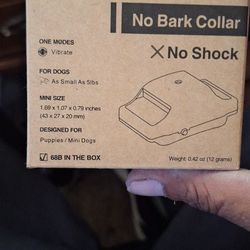 No Bark Collar
No Shock
ONE MODES
Vibrate
FOR DOGS
As Small As 5lbs
MINI SIZE
1.69 x 1.07 x 0.79 inches
(43 x 27 x 20 mm)
DESIGNED FOR
Puppies / Mini Dogs
68B IN THE BOX
Weight: 0.42 oz (12 grams)